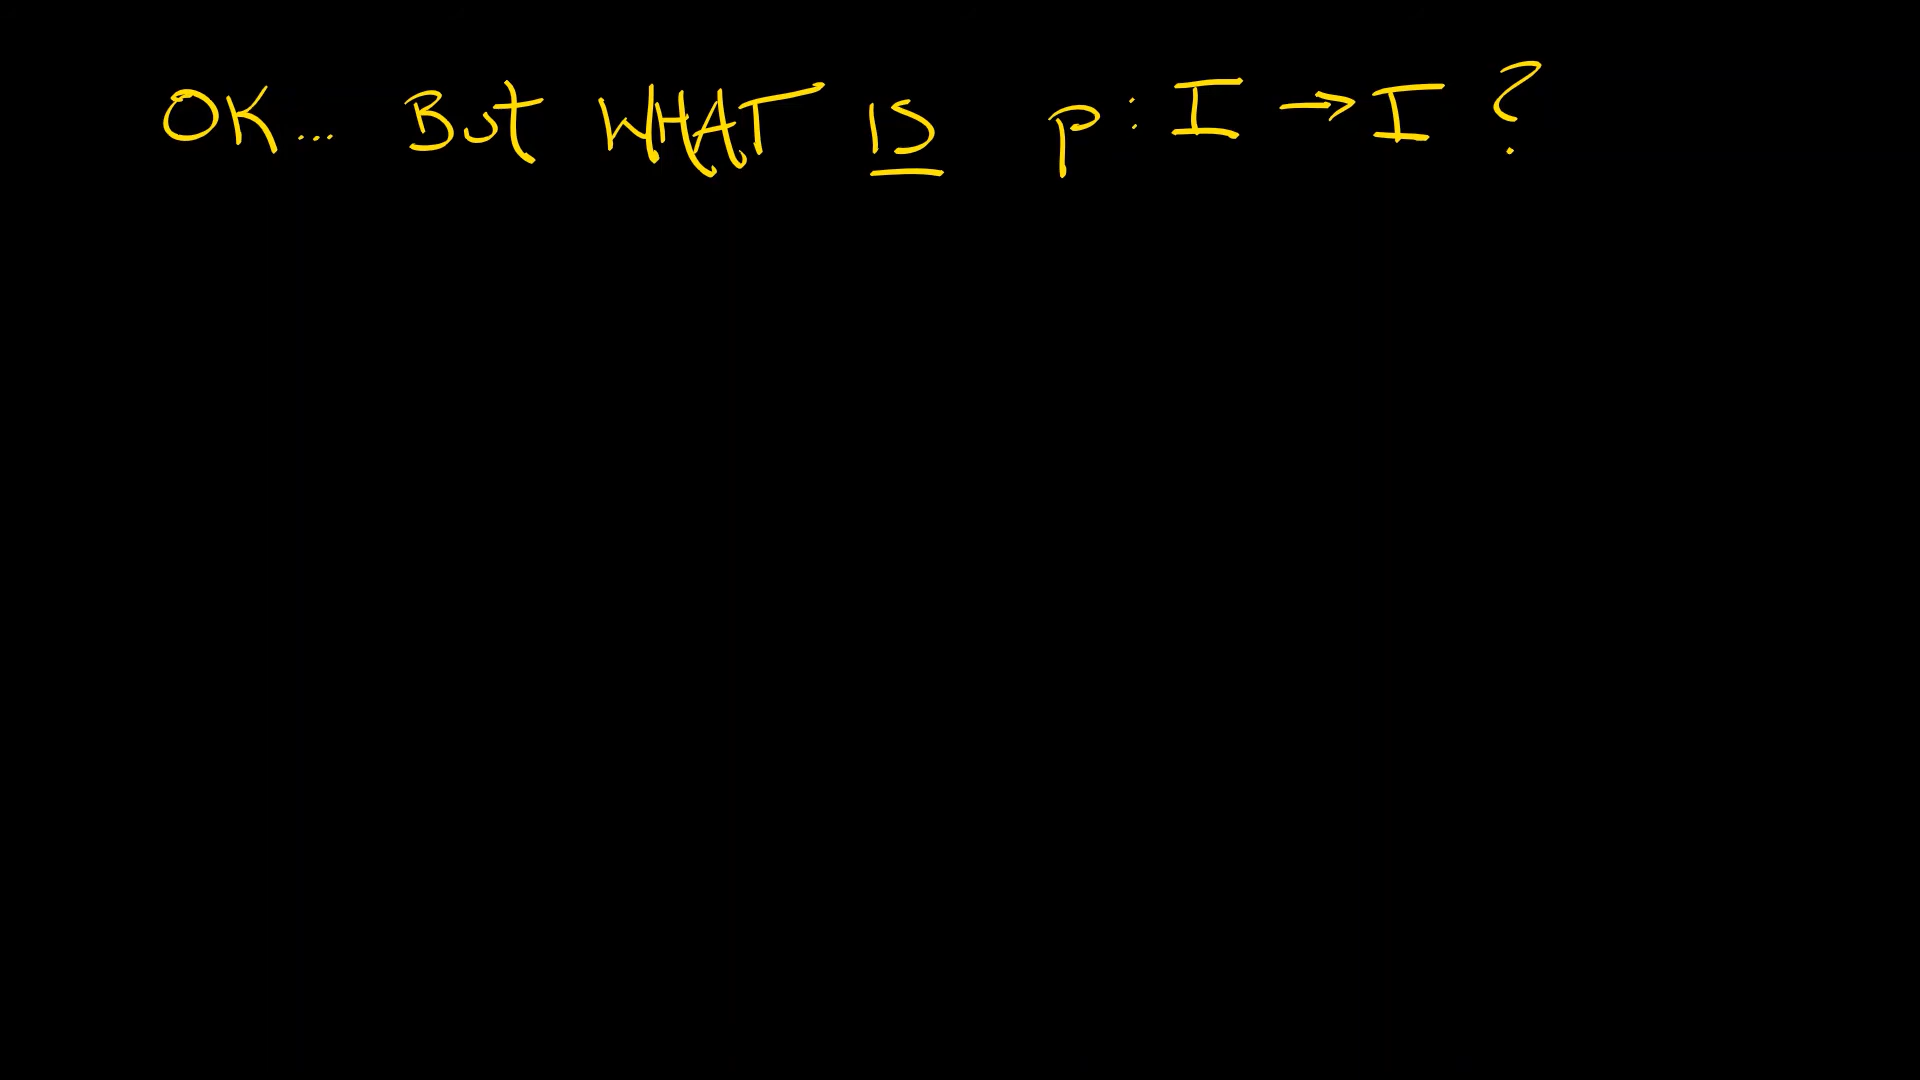 OK... But WHAT IS p: I → I ?